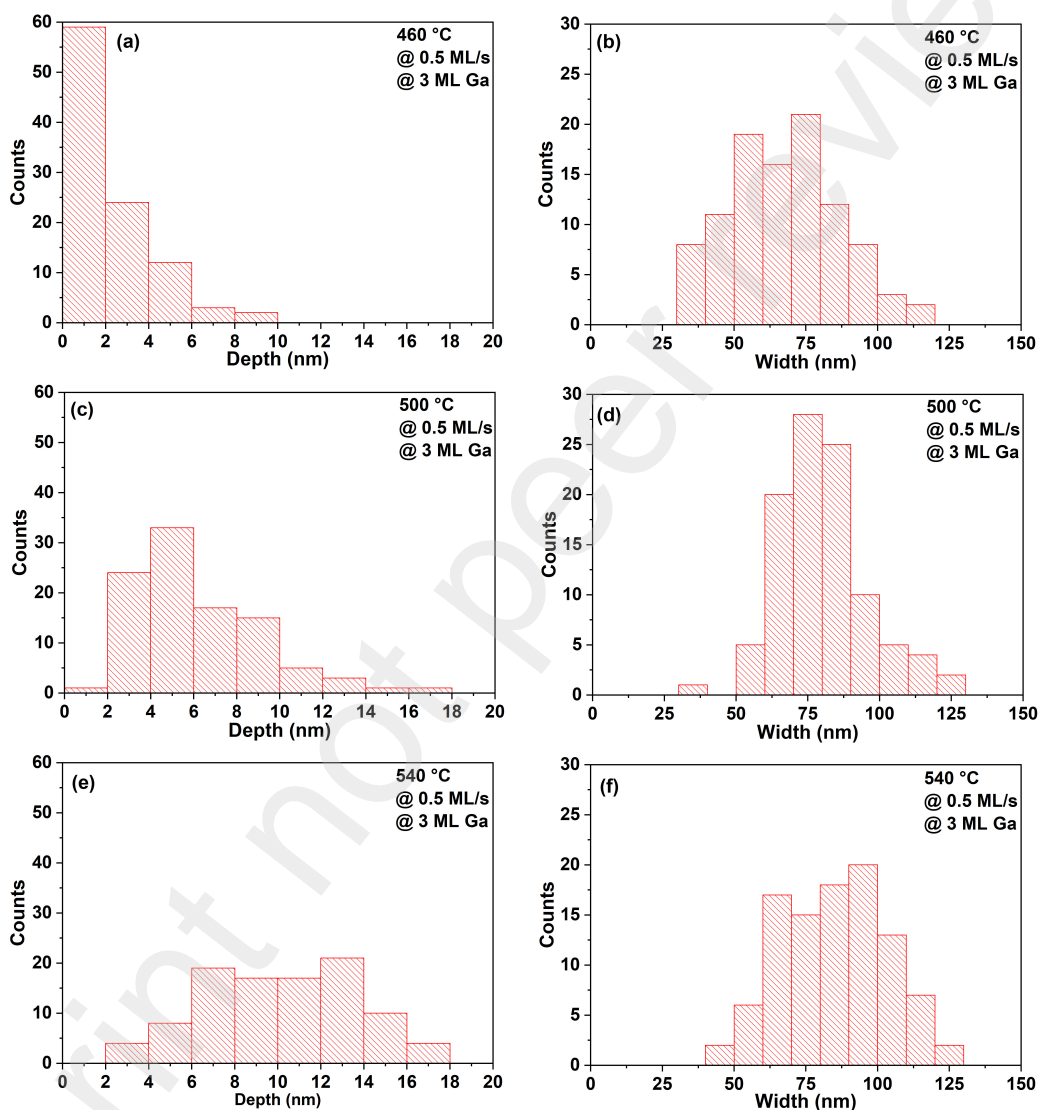 (a)
460 °C
@ 0.5 ML/s
@ 3 ML Ga
Counts
60
50
40
30
20
10
0
0 2 4 6 8 10 12 14 16 18 20
Depth (nm)
(b)
460 °C
@ 0.5 ML/s
@ 3 ML Ga
Counts
30
25
20
15
10
5
0
0 25 50 75 100 125 150
Width (nm)
(c)
500 °C
@ 0.5 ML/s
@ 3 ML Ga
Counts
60
50
40
30
20
10
0
0 2 4 6 8 10 12 14 16 18 20
Depth (nm)
(d)
500 °C
@ 0.5 ML/s
@ 3 ML Ga
Counts
30
25
20
15
10
5
0
0 25 50 75 100 125 150
Width (nm)
(e)
540 °C
@ 0.5 ML/s
@ 3 ML Ga
Counts
60
50
40
30
20
10
0
0 2 4 6 8 10 12 14 16 18 20
Depth (nm)
(f)
540 °C
@ 0.5 ML/s
@ 3 ML Ga
Counts
30
25
20
15
10
5
0
0 25 50 75 100 125 150
Width (nm)
rint not peer review